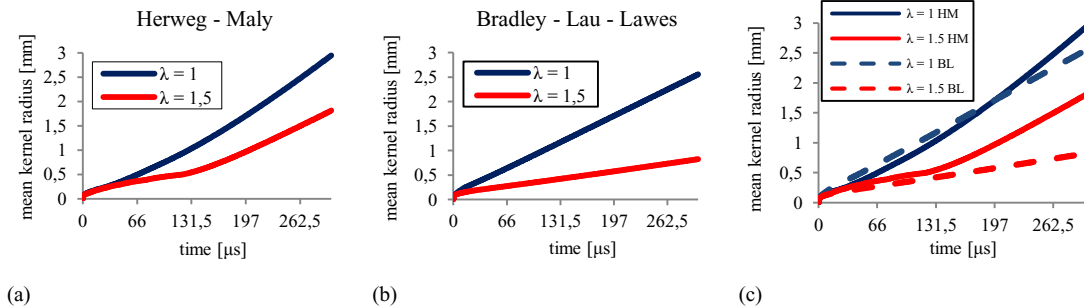 Herweg - Maly
mean kernel radius [mm]
3
2,5
2
1,5
1
0,5
0
λ = 1
λ = 1,5
0 66 131,5 197 262,5
time [μs]
(a)
Bradley - Lau - Lawes
mean kernel radius [mm]
3
2,5
2
1,5
1
0,5
0
λ = 1
λ = 1,5
0 66 131,5 197 262,5
time [μs]
(b)
mean kernel radius [mm]
3
2,5
2
1,5
1
0,5
0
λ = 1 HM
λ = 1.5 HM
λ = 1 BL
λ = 1.5 BL
0 66 131,5 197 262,5
time [μs]
(c)